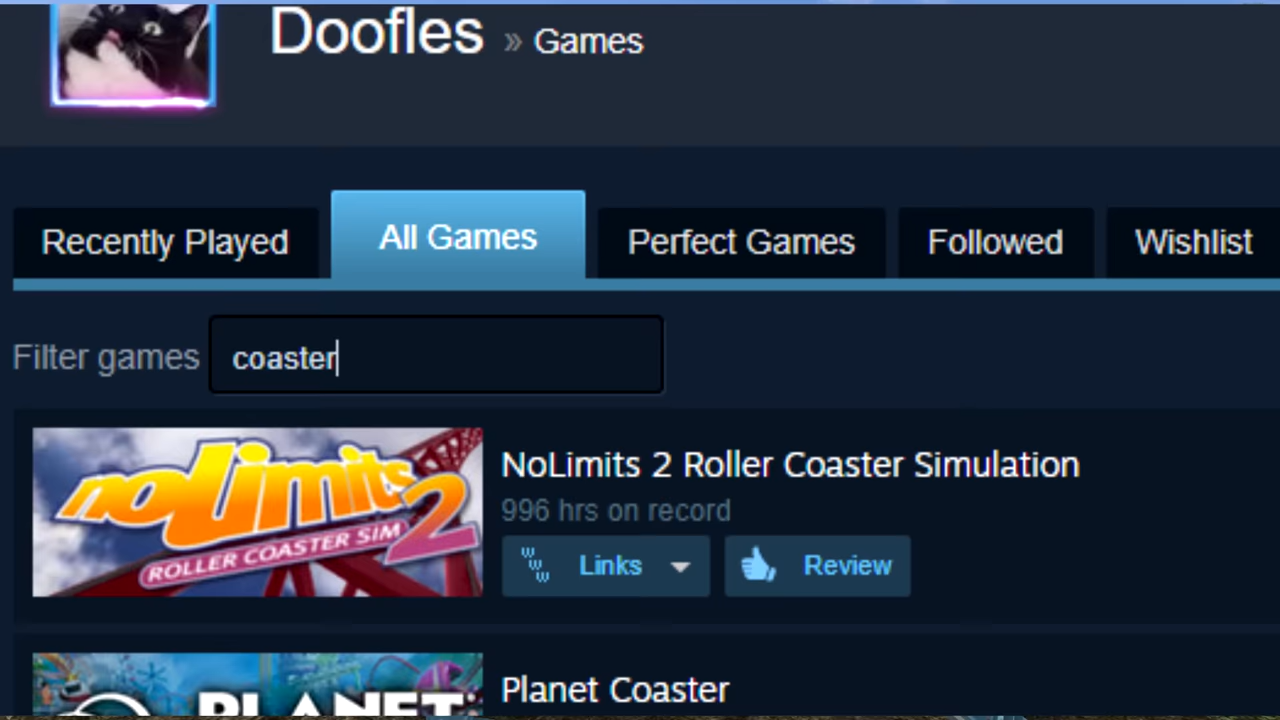 Doofles » Games
Recently Played All Games Perfect Games Followed Wishlist
Filter games coaster
noLimits 2
ROLLER COASTER SIM
NoLimits 2 Roller Coaster Simulation
996 hrs on record
Links Review
PLANET
Planet Coaster